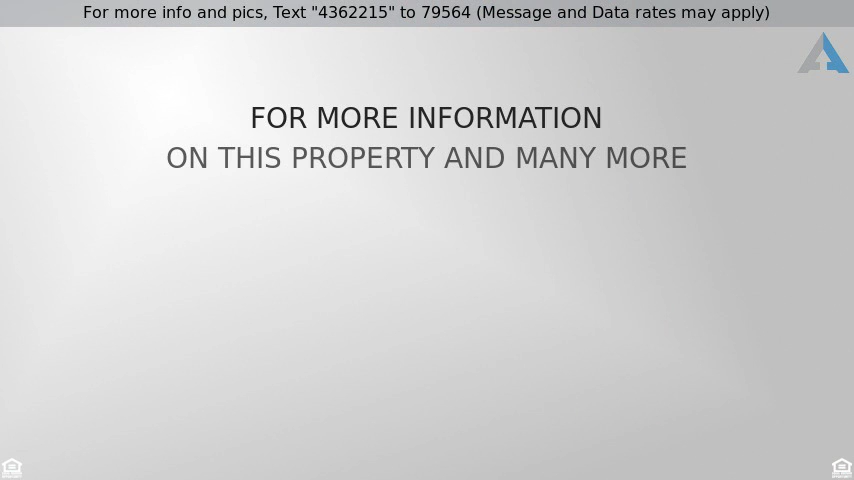 For more info and pics, Text "4362215" to 79564 (Message and Data rates may apply)
FOR MORE INFORMATION
ON THIS PROPERTY AND MANY MORE